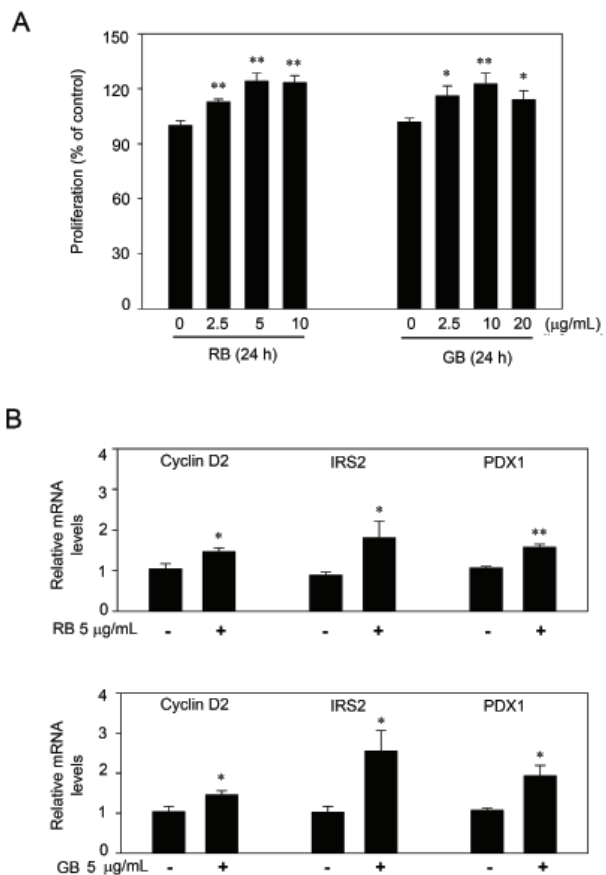 A
Proliferation (% of control)
150
120
90
60
30
0
** ** ** * ** *
0 2.5 5 10 0 2.5 10 20 (µg/mL)
RB (24 h) GB (24 h)
B
Relative mRNA levels
4
3
2
1
0
Cyclin D2 IRS2 PDX1
* * **
RB 5 µg/mL - + - + - +
Relative mRNA levels
4
3
2
1
0
Cyclin D2 IRS2 PDX1
* * *
GB 5 µg/mL - + - + - +